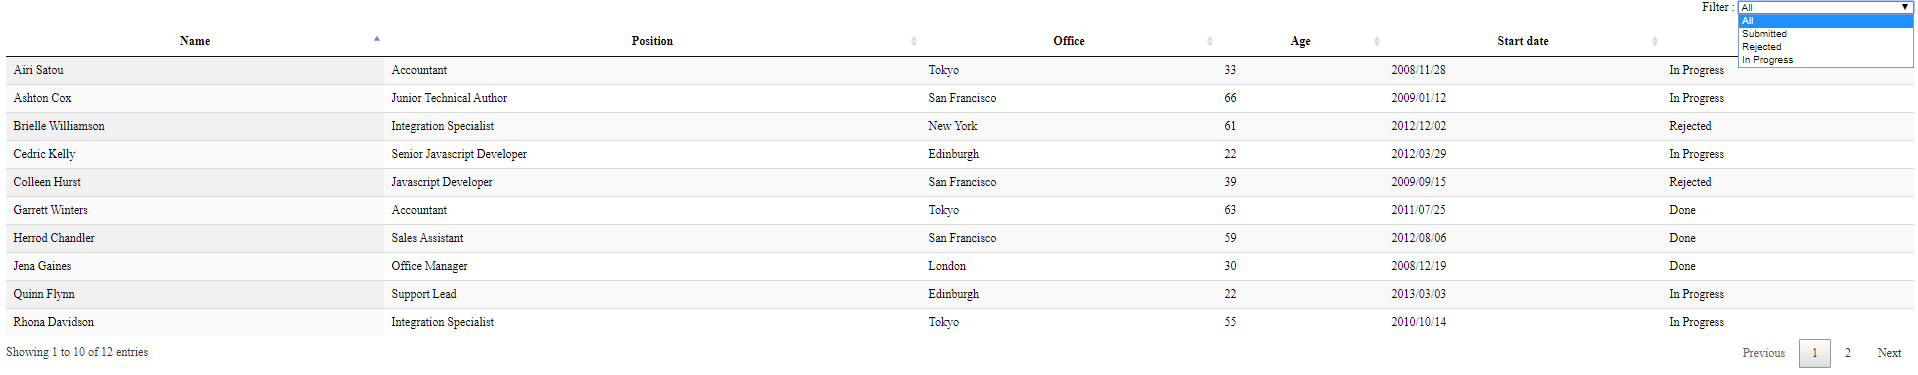 Filter : All
All
Submitted
Rejected
In Progress
Name Position Office Age Start date
Airi Satou Accountant Tokyo 33 2008/11/28 In Progress
Ashton Cox Junior Technical Author San Francisco 66 2009/01/12 In Progress
Brielle Williamson Integration Specialist New York 61 2012/12/02 Rejected
Cedric Kelly Senior Javascript Developer Edinburgh 22 2012/03/29 In Progress
Colleen Hurst Javascript Developer San Francisco 39 2009/09/15 Rejected
Garrett Winters Accountant Tokyo 63 2011/07/25 Done
Herrod Chandler Sales Assistant San Francisco 59 2012/08/06 Done
Jena Gaines Office Manager London 30 2008/12/19 Done
Quinn Flynn Support Lead Edinburgh 22 2013/03/03 In Progress
Rhona Davidson Integration Specialist Tokyo 55 2010/10/14 In Progress
Showing 1 to 10 of 12 entries Previous 1 2 Next